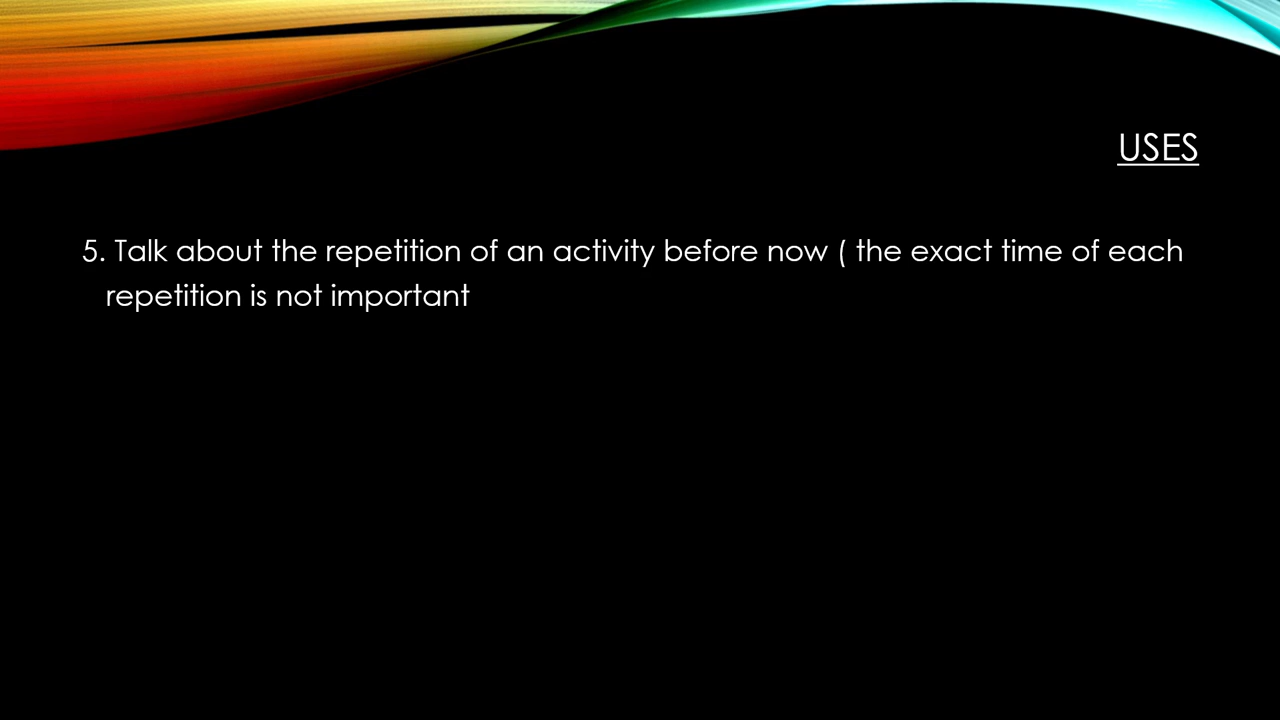 USES
5. Talk about the repetition of an activity before now ( the exact time of each
repetition is not important